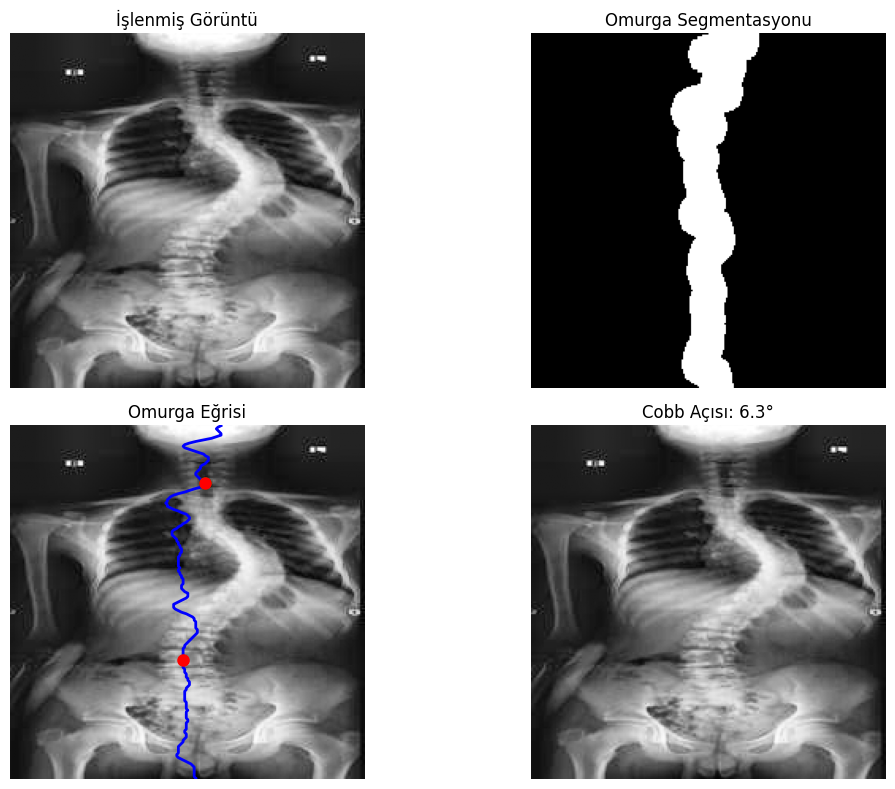 İşlenmiş Görüntü
Omurga Segmentasyonu
Omurga Eğrisi
Cobb Açısı: 6.3°